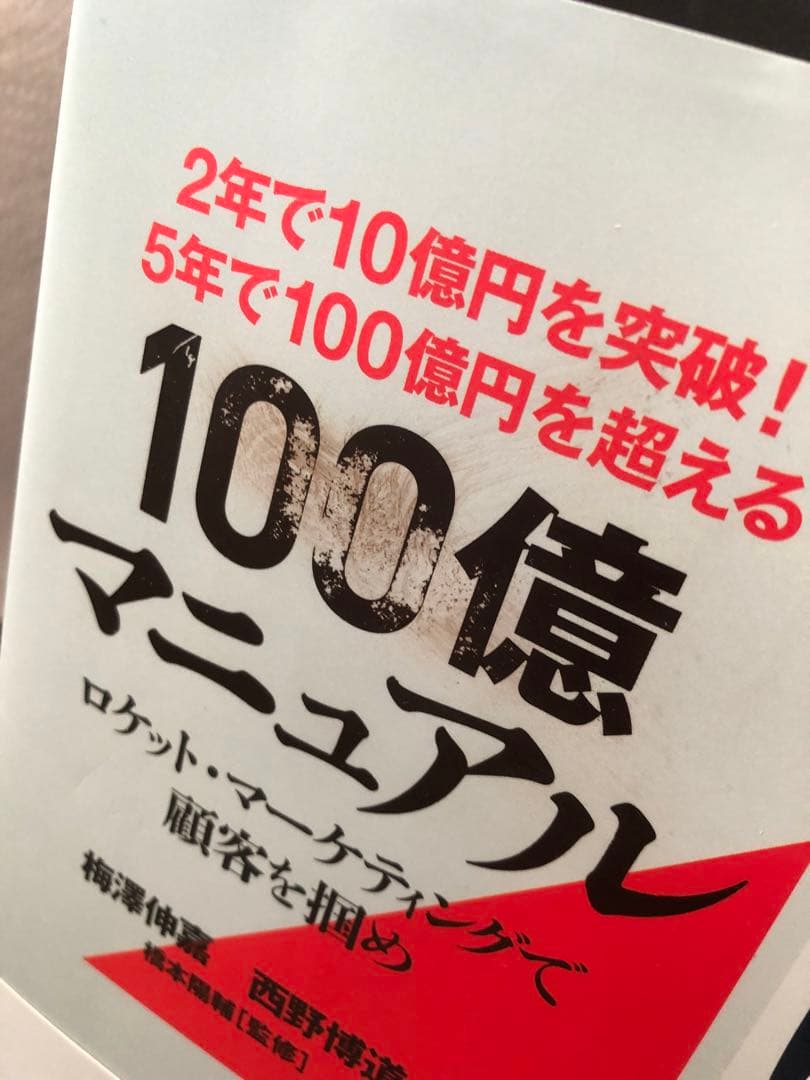 2年で10億円を突破!
5年で100億円を超える
100億
マニュアル
ロケット・マーケティングで
顧客を掴め
梅澤伸嘉 西野博道
橋本陽輔[監修]